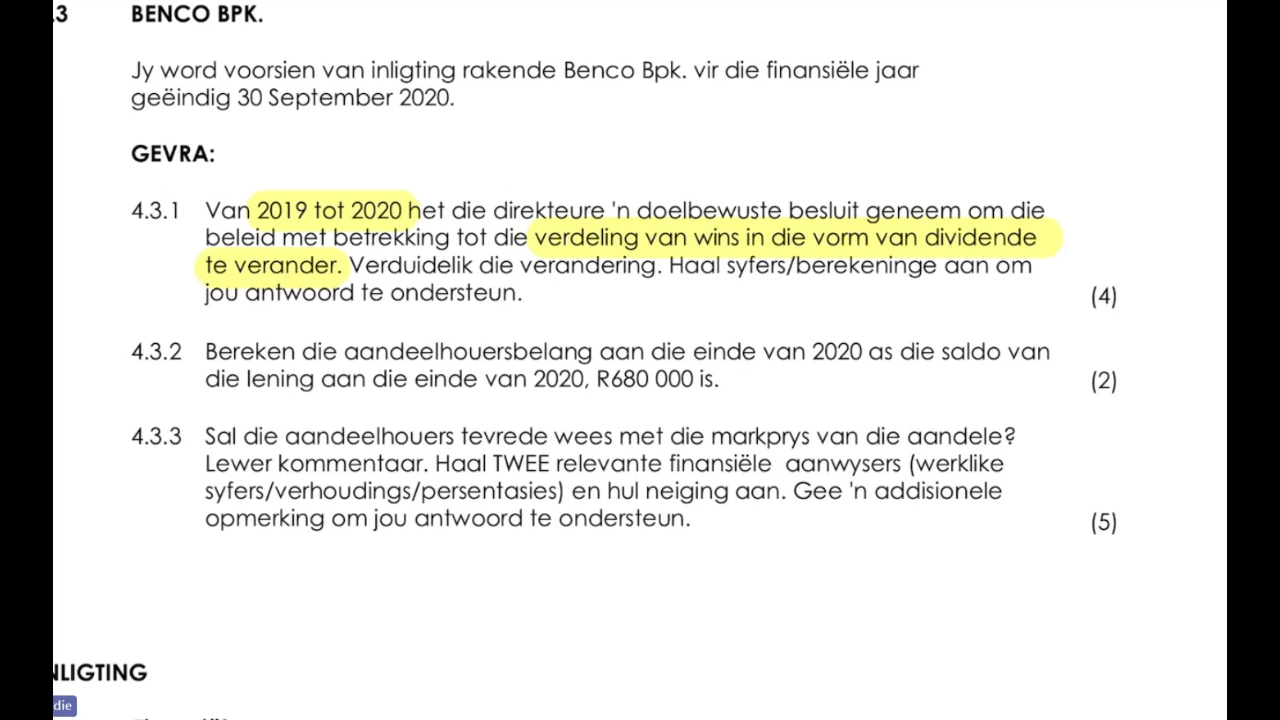 .3 BENCO BPK.
Jy word voorsien van inligting rakende Benco Bpk. vir die finansiële jaar
geëindig 30 September 2020.
GEVRA:
4.3.1 Van 2019 tot 2020 het die direkteure 'n doelbewuste besluit geneem om die
beleid met betrekking tot die verdeling van wins in die vorm van dividende
te verander. Verduidelik die verandering. Haal syfers/berekeninge aan om
jou antwoord te ondersteun. (4)
4.3.2 Bereken die aandeelhouersbelang aan die einde van 2020 as die saldo van
die lening aan die einde van 2020, R680 000 is. (2)
4.3.3 Sal die aandeelhouers tevrede wees met die markprys van die aandele?
Lewer kommentaar. Haal TWEE relevante finansiële aanwysers (werklike
syfers/verhoudings/persentasies) en hul neiging aan. Gee 'n addisionele
opmerking om jou antwoord te ondersteun. (5)
NLIGTING
die